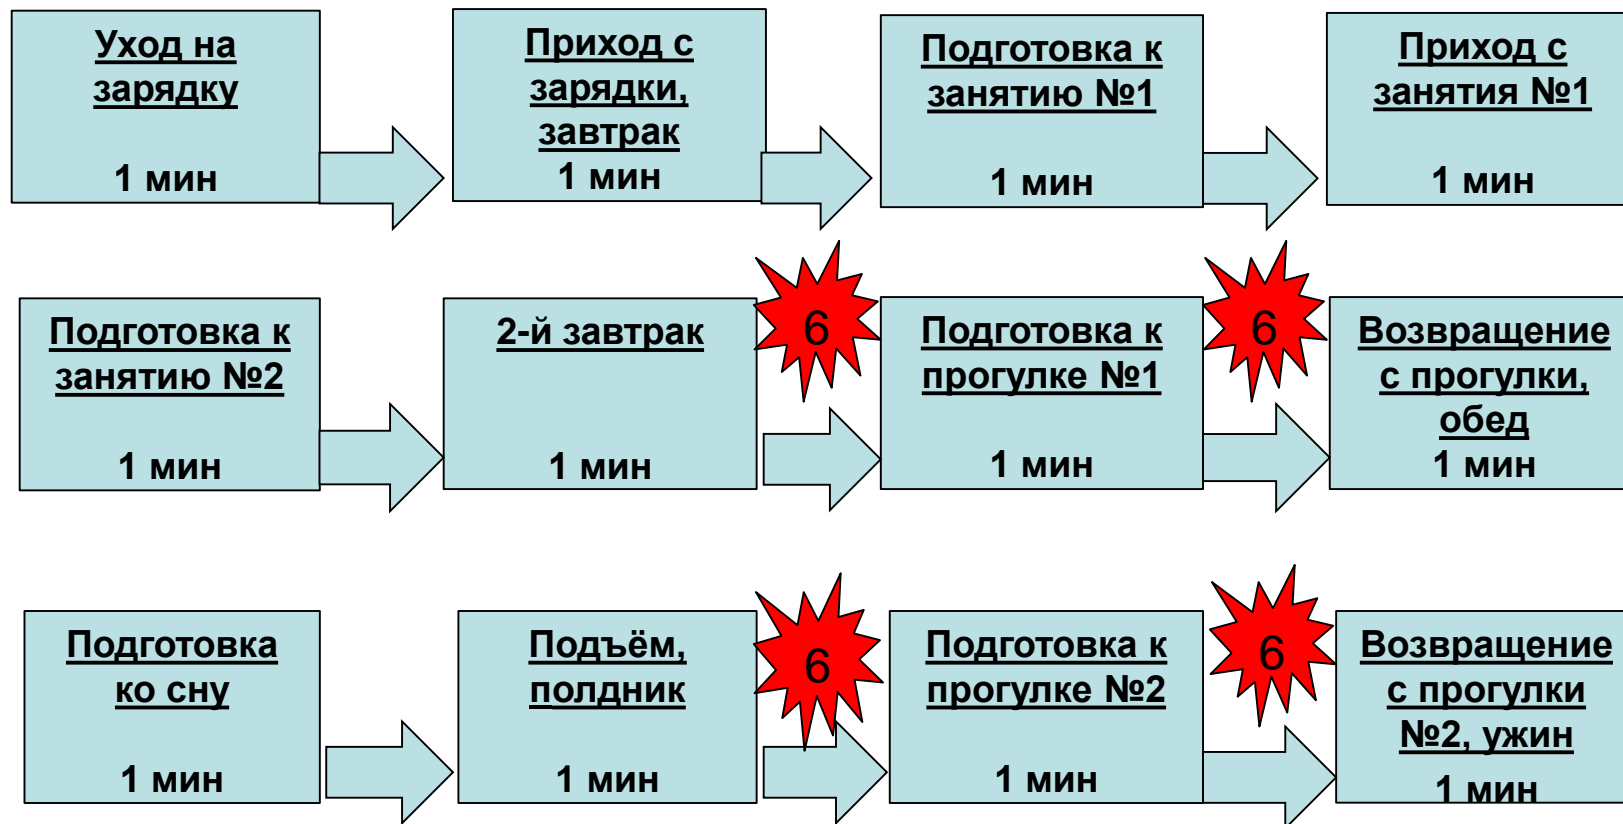 Уход на
зарядку
1 мин
Приход с
зарядки,
завтрак
1 мин
Подготовка к
занятию №1
1 мин
Приход с
занятия №1
1 мин
Подготовка к
занятию №2
1 мин
2-й завтрак
1 мин
6
Подготовка к
прогулке №1
1 мин
6
Возвращение
с прогулки,
обед
1 мин
Подготовка
ко сну
1 мин
Подъём,
полдник
1 мин
6
Подготовка к
прогулке №2
1 мин
6
Возвращение
с прогулки
№2, ужин
1 мин